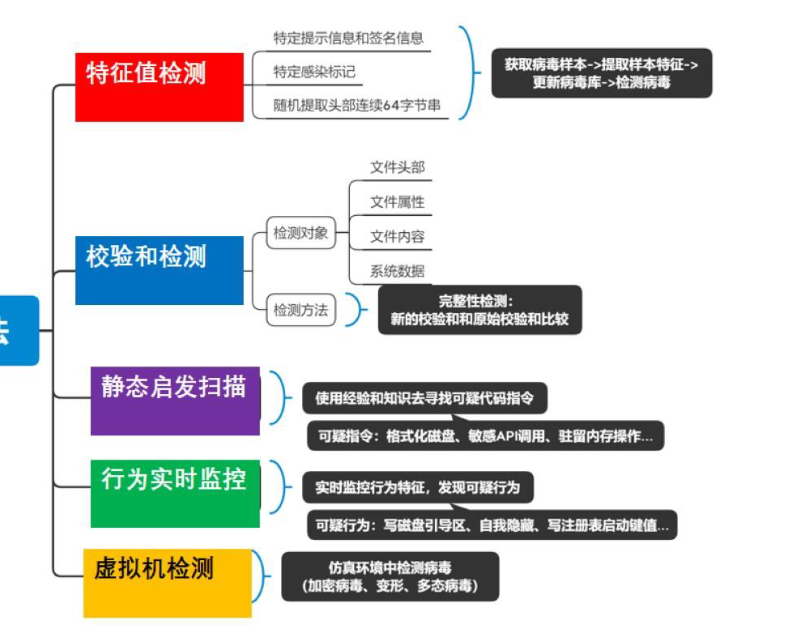 特征值检测
特定提示信息和签名信息
特定感染标记
随机提取头部连续64字节串
获取病毒样本->提取样本特征->
更新病毒库->检测病毒
校验和检测
检测对象
文件头部
文件属性
文件内容
系统数据
检测方法
完整性检测：
新的校验和和原始校验和比较
法
静态启发扫描
使用经验和知识去寻找可疑代码指令
可疑指令：格式化磁盘、敏感API调用、驻留内存操作...
行为实时监控
实时监控行为特征，发现可疑行为
可疑行为：写磁盘引导区、自我隐藏、写注册表启动键值...
虚拟机检测
仿真环境中检测病毒
（加密病毒、变形、多态病毒）